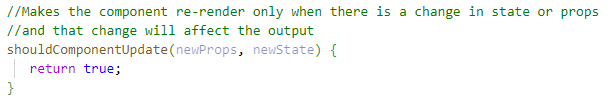 //Makes the component re-render only when there is a change in state or props
//and that change will affect the output
shouldComponentUpdate(newProps, newState) {
    return true;
}